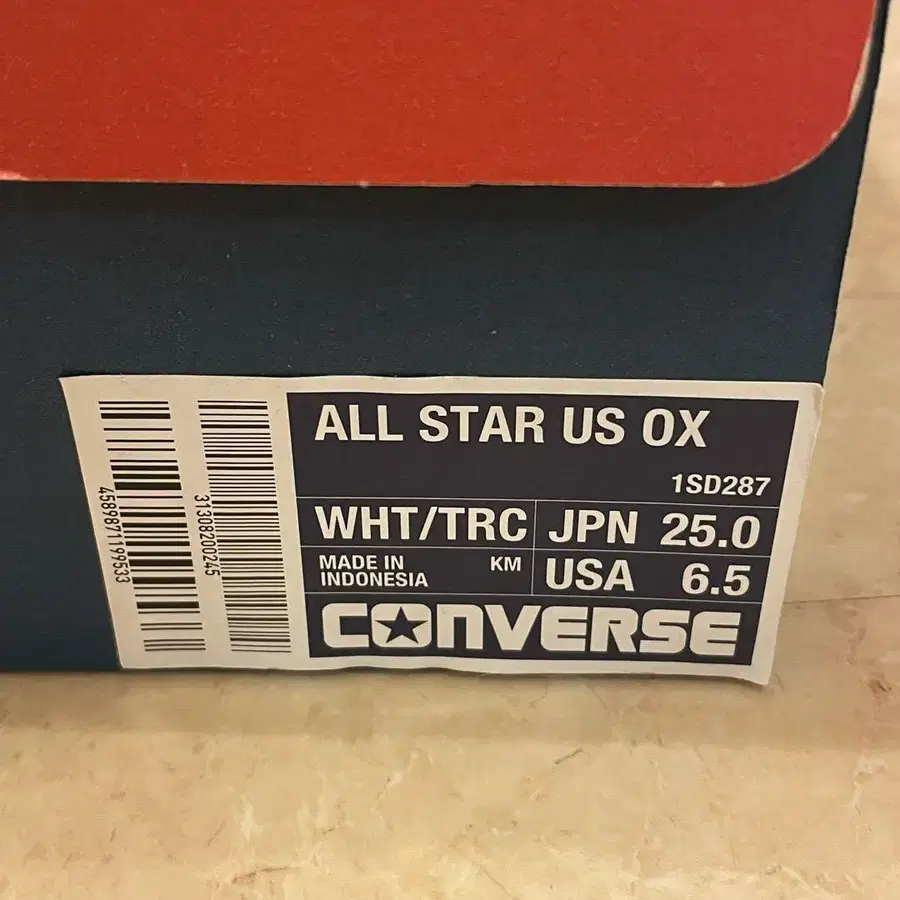 4589871199533
31308200245
ALL STAR US OX
1SD287
WHT/TRC JPN 25.0
MADE IN INDONESIA KM USA 6.5
CONVERSE